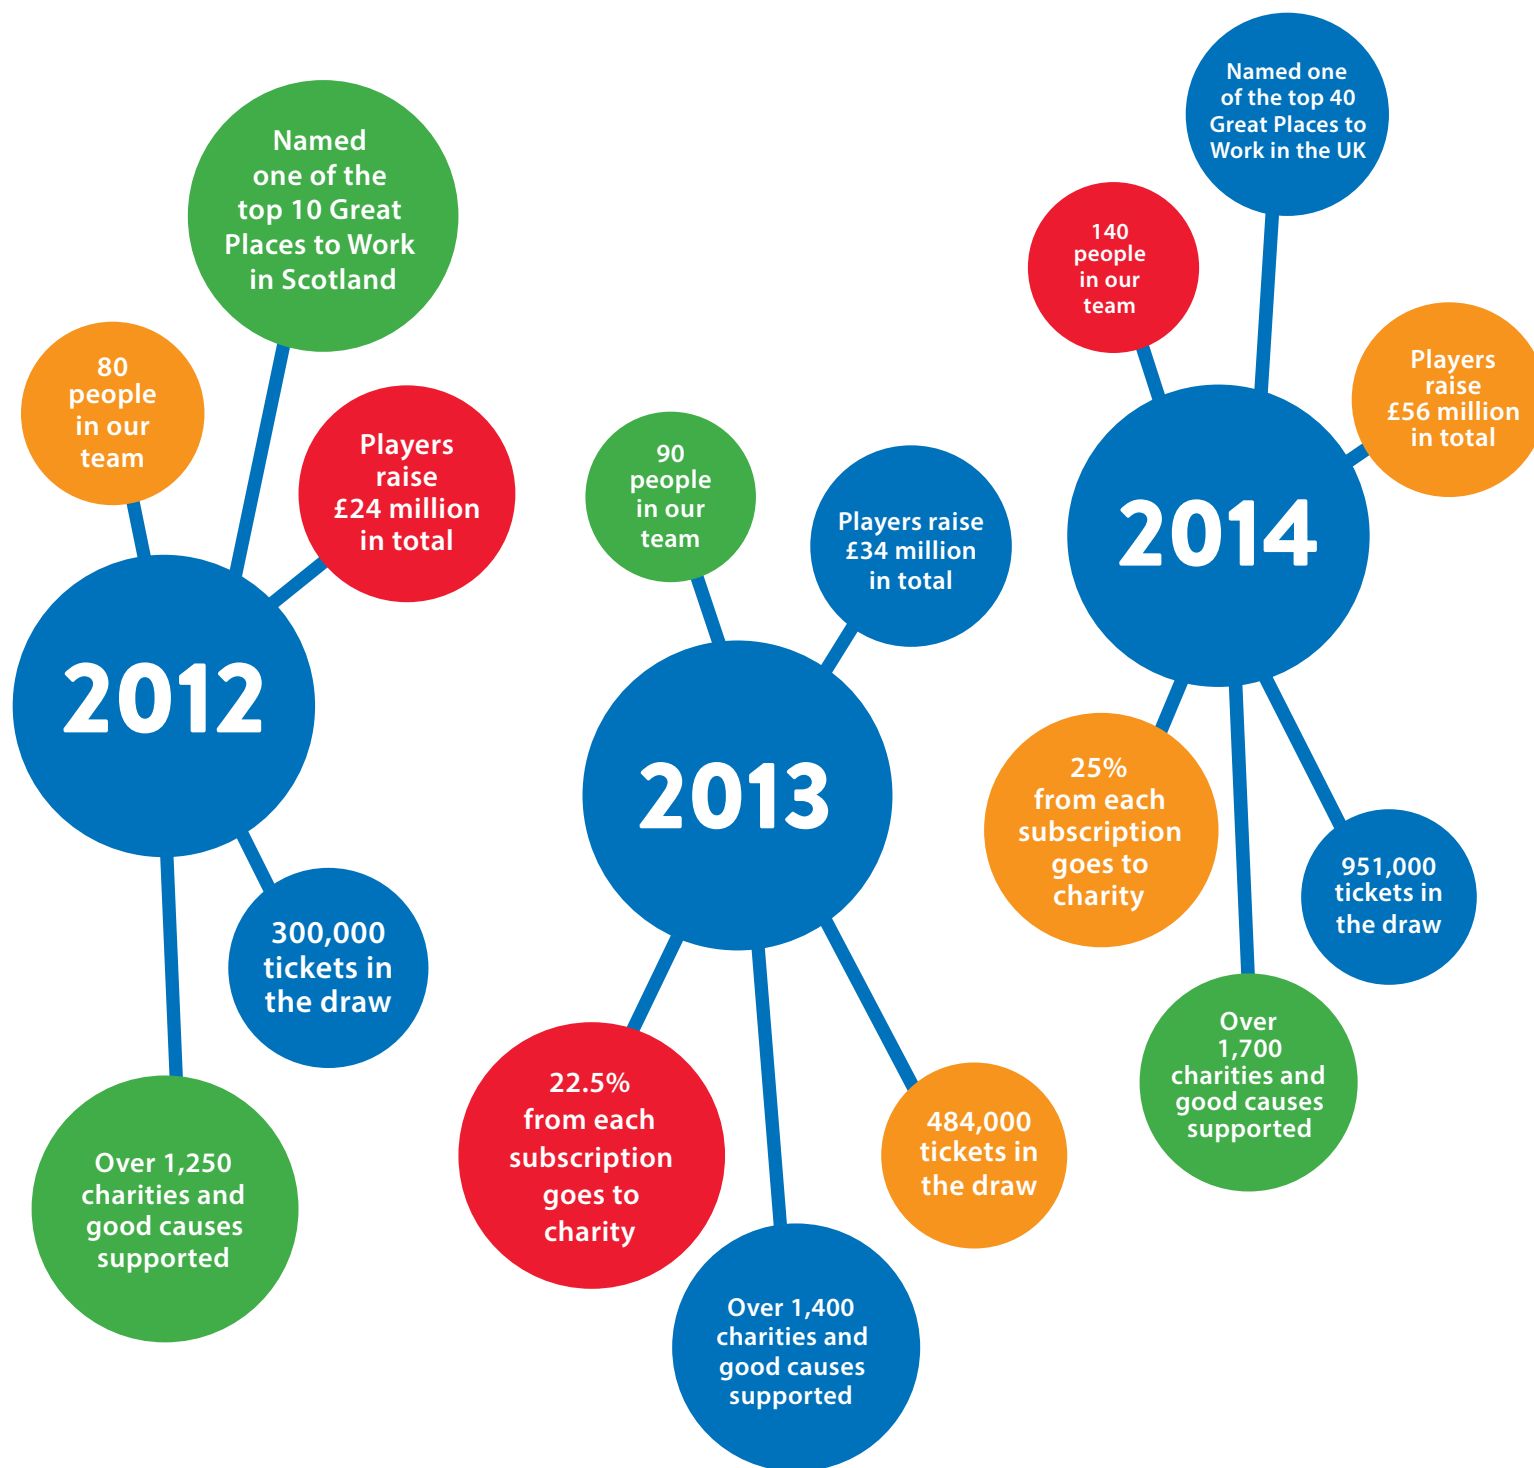 Named
one of the
top 10 Great
Places to Work
in Scotland
80
people
in our
team
Players
raise
£24 million
in total
2012
300,000
tickets in
the draw
Over 1,250
charities and
good causes
supported
90
people
in our
team
Players raise
£34 million
in total
2013
22.5%
from each
subscription
goes to
charity
484,000
tickets in
the draw
Over 1,400
charities and
good causes
supported
Named one
of the top 40
Great Places to
Work in the UK
140
people
in our
team
Players
raise
£56 million
in total
2014
25%
from each
subscription
goes to
charity
951,000
tickets in
the draw
Over
1,700
charities and
good causes
supported